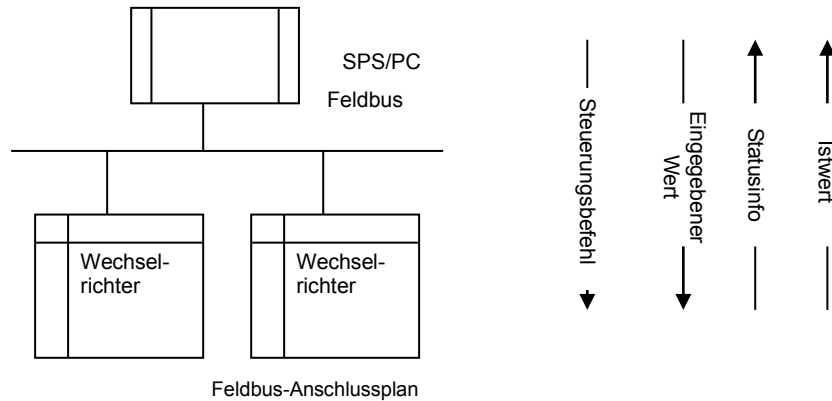 SPS/PC
Feldbus
Wechsel-
richter
Wechsel-
richter
Feldbus-Anschlussplan
Steuerungsbefehl
Eingegebener
Wert
Statusinfo
Istwert